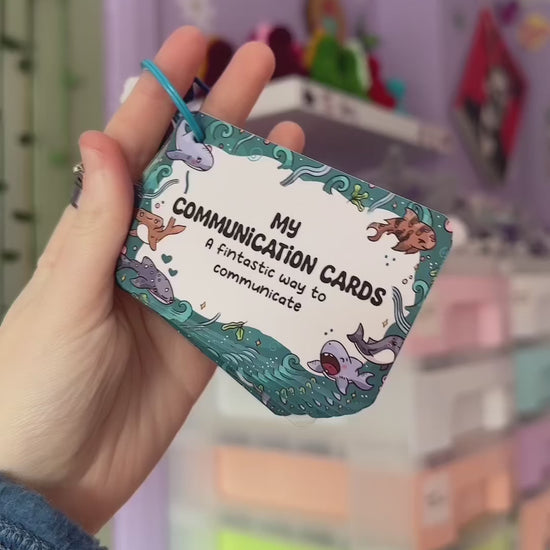 MY
COMMUNICATION CARDS
A fintastic way to
communicate